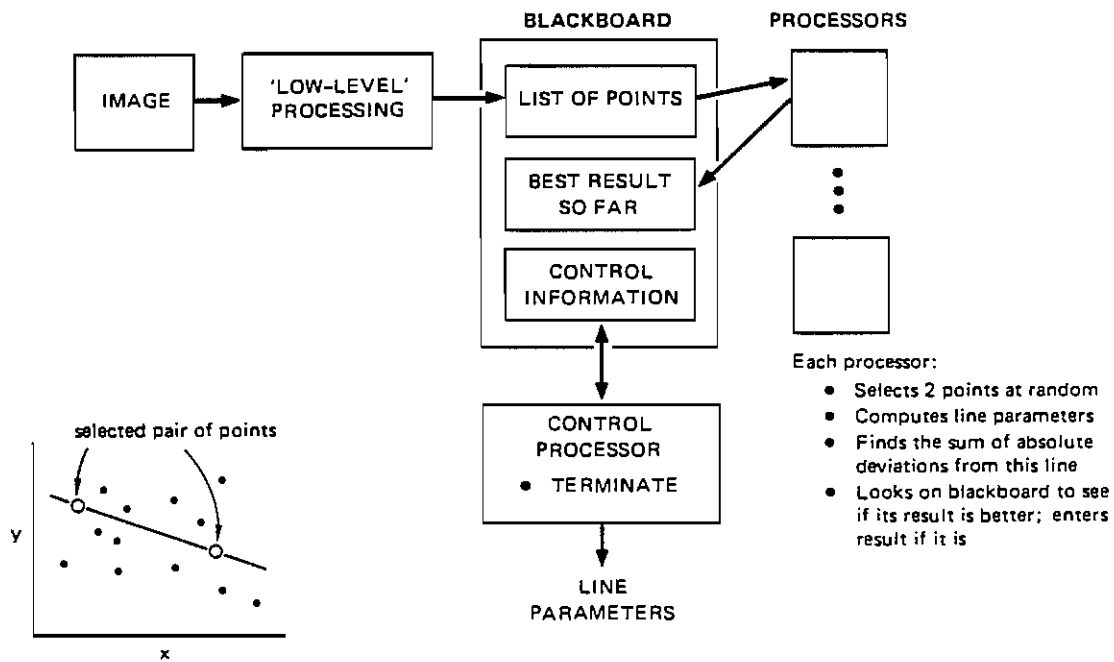 BLACKBOARD
PROCESSORS
IMAGE
'LOW-LEVEL'
PROCESSING
LIST OF POINTS
BEST RESULT
SO FAR
CONTROL
INFORMATION
CONTROL
PROCESSOR
● TERMINATE
LINE
PARAMETERS
Each processor:
● Selects 2 points at random
● Computes line parameters
● Finds the sum of absolute
deviations from this line
● Looks on blackboard to see
if its result is better; enters
result if it is
selected pair of points
y
x